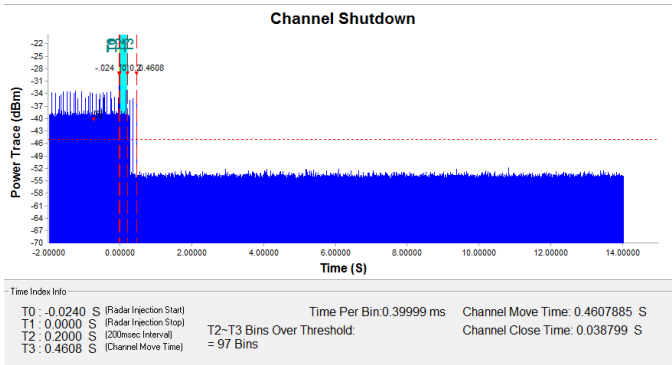 Channel Shutdown
-22
-25
-28
-31
-34
-37
-40
-43
-46
-49
-52
-55
-58
-61
-64
-67
-70
Power Trace (dBm)
-.024
0.4608
-2.00000 0.00000 2.00000 4.00000 6.00000 8.00000 10.00000 12.00000 14.00000
Time (S)
Time Index Info
T0 : -0.0240 S (Radar Injection Start)
T1 : 0.0000 S (Radar Injection Stop)
T2 : 0.2000 S (200msec Interval)
T3 : 0.4608 S (Channel Move Time)
Time Per Bin:0.39999 ms
T2~T3 Bins Over Threshold:
= 97 Bins
Channel Move Time: 0.4607885 S
Channel Close Time: 0.038799 S